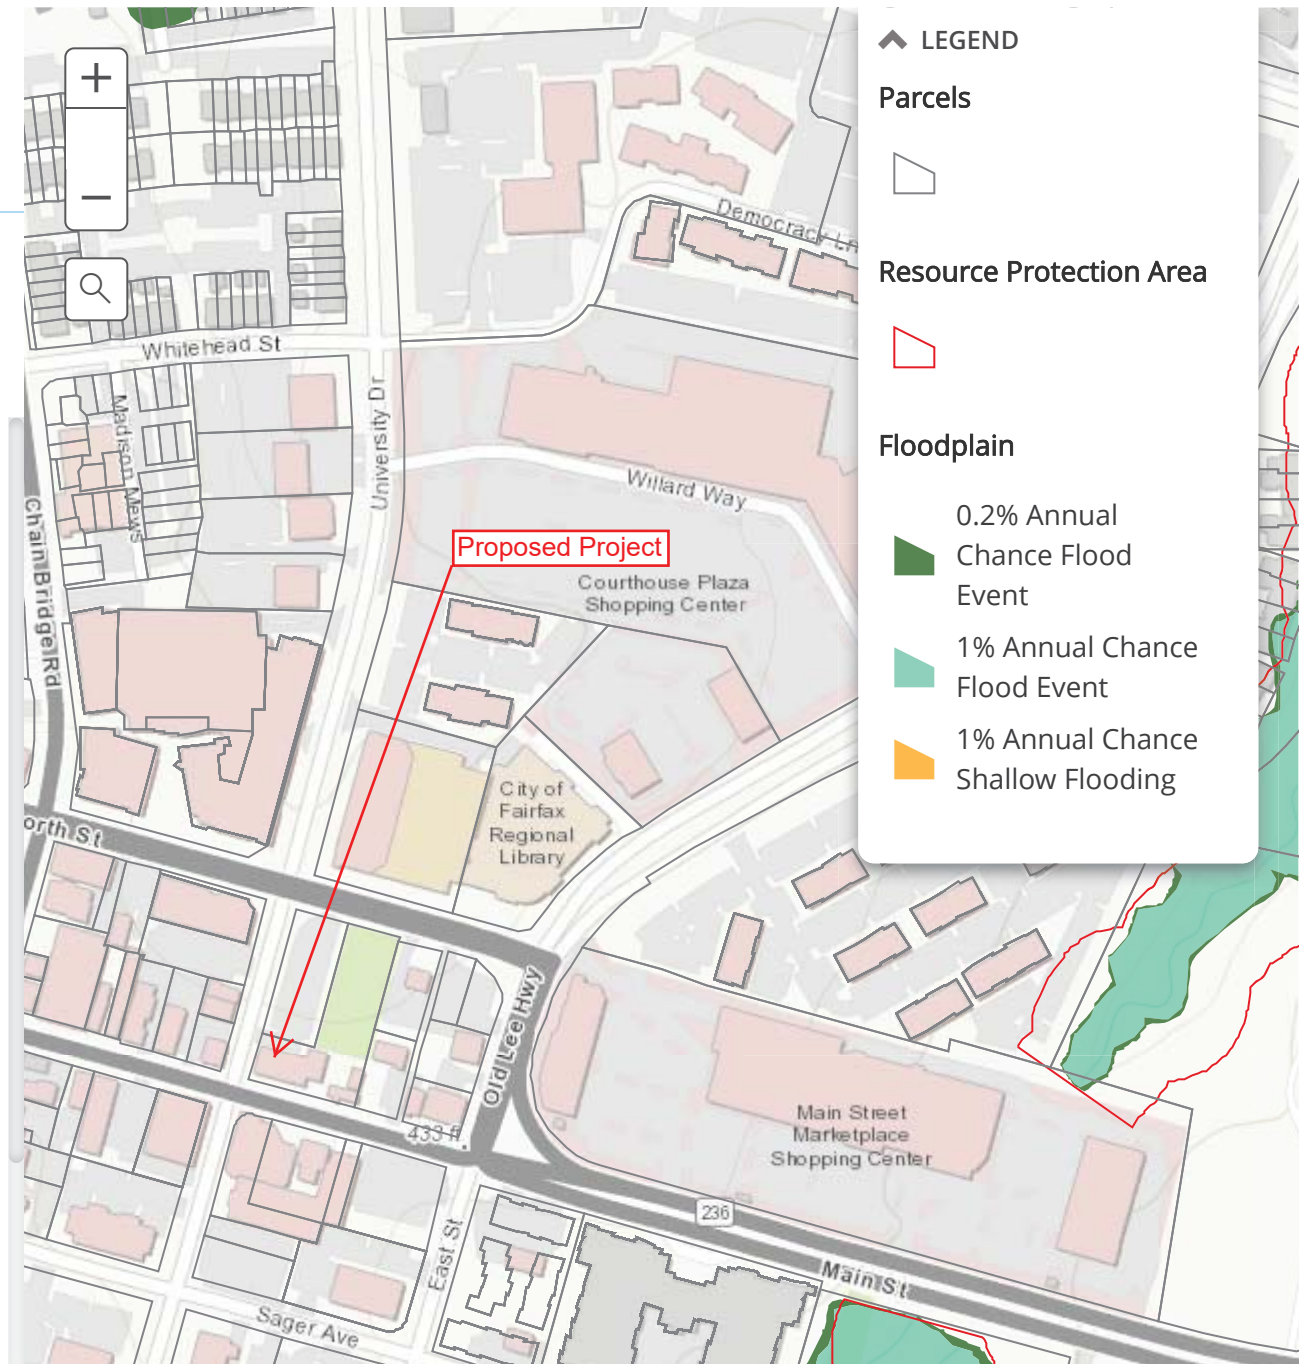 +
−
LEGEND
Parcels
Resource Protection Area
Floodplain
0.2% Annual
Chance Flood
Event
1% Annual Chance
Flood Event
1% Annual Chance
Shallow Flooding
Democracy Ln
Whitehead St
Madison Mews
University Dr
Willard Way
Chain Bridge Rd
Proposed Project
Courthouse Plaza
Shopping Center
City of
Fairfax
Regional
Library
orth St
Old Lee Hwy
433 ft
Main Street
Marketplace
Shopping Center
236
Main St
East St
Sager Ave